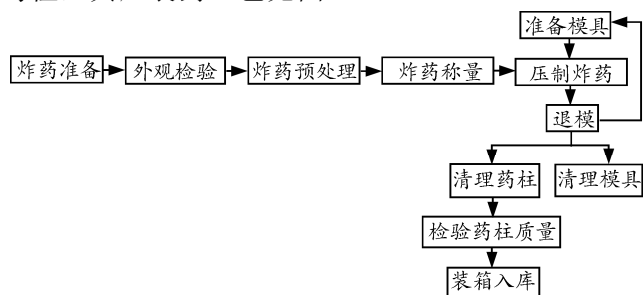 准备模具
炸药准备 外观检验 炸药预处理 炸药称量 压制炸药
退模
清理药柱 清理模具
检验药柱质量
装箱入库